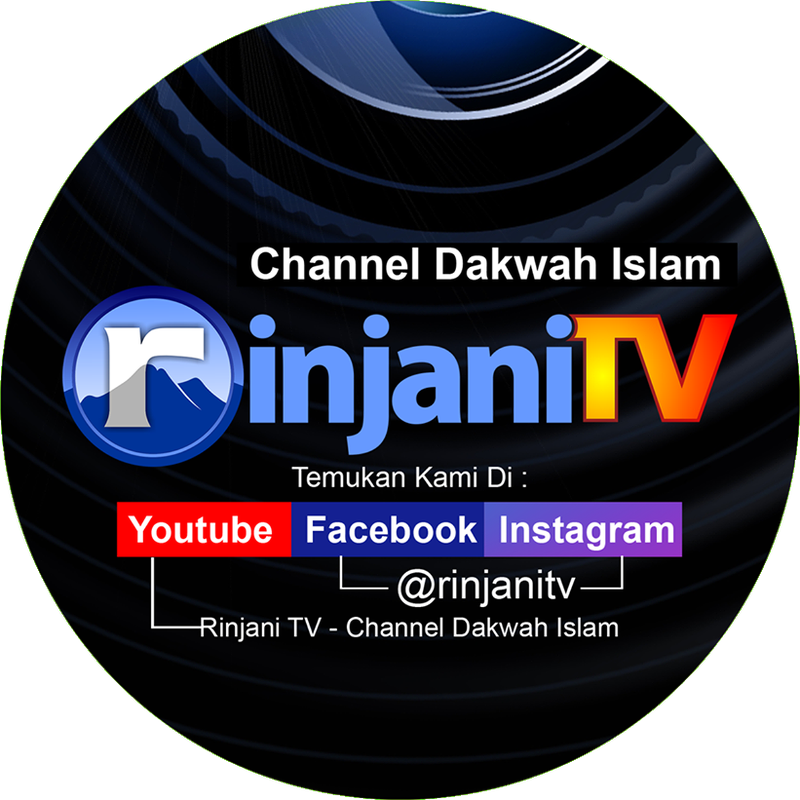 Channel Dakwah Islam
rinjaniTV
Temukan Kami Di :
Youtube Facebook Instagram
@rinjanitv
Rinjani TV - Channel Dakwah Islam